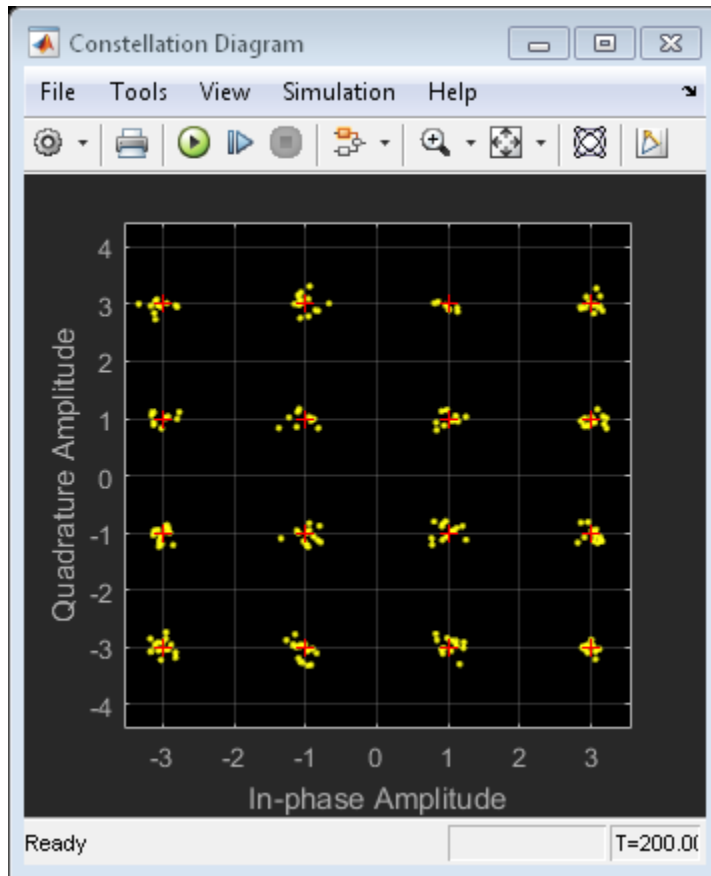 Constellation Diagram
File Tools View Simulation Help
4
3
2
1
0
-1
-2
-3
-4
Quadrature Amplitude
-3 -2 -1 0 1 2 3
In-phase Amplitude
Ready T=200.00